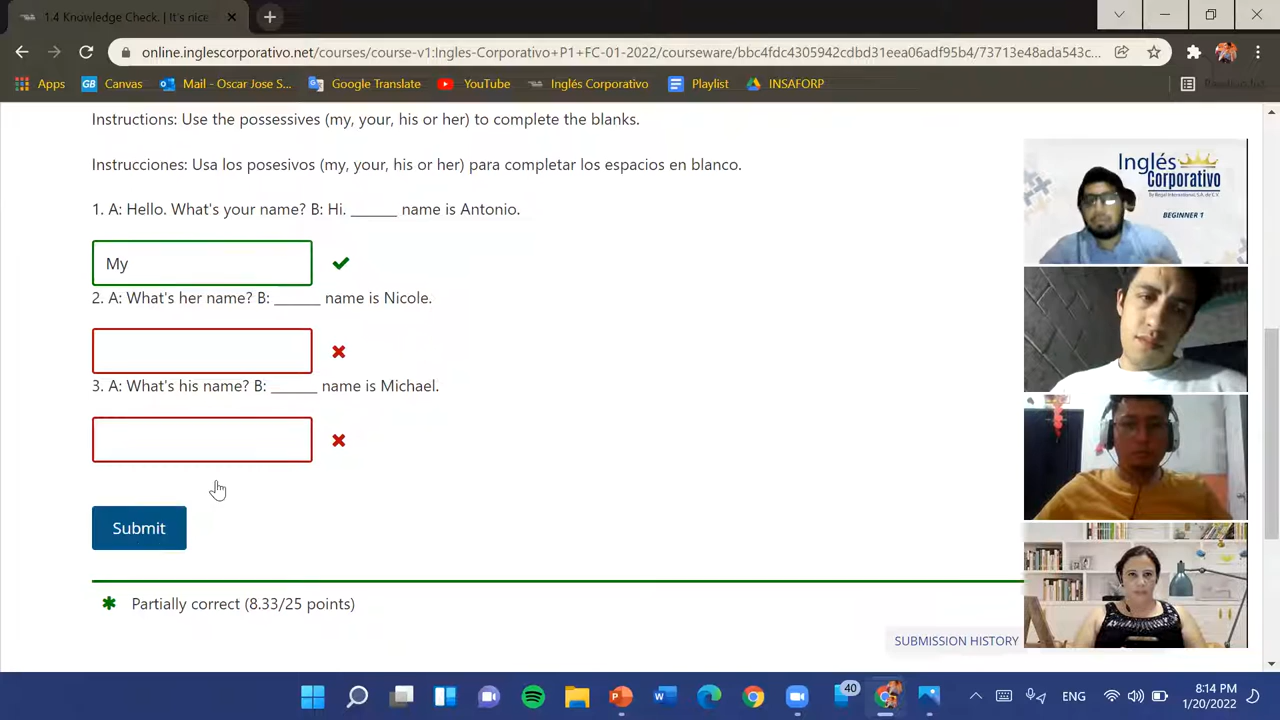 1.4 Knowledge Check. | It's nice
online.inglescorporativo.net/courses/course-v1:Ingles-Corporativo+P1+FC-01-2022/courseware/bbc4fdc4305942cdbd31eea06adf95b4/73713e48ada543c...
Apps GB Canvas Mail - Oscar Jose S... Google Translate YouTube Inglés Corporativo Playlist INSAFORP
Instructions: Use the possessives (my, your, his or her) to complete the blanks.
Instrucciones: Usa los posesivos (my, your, his or her) para completar los espacios en blanco.
1. A: Hello. What's your name? B: Hi. ______ name is Antonio.
My
2. A: What's her name? B: ______ name is Nicole.
3. A: What's his name? B: ______ name is Michael.
Submit
Partially correct (8.33/25 points)
SUBMISSION HISTORY
Inglés
Corporativo
BEGINNER 1
40
ENG
8:14 PM
1/20/2022